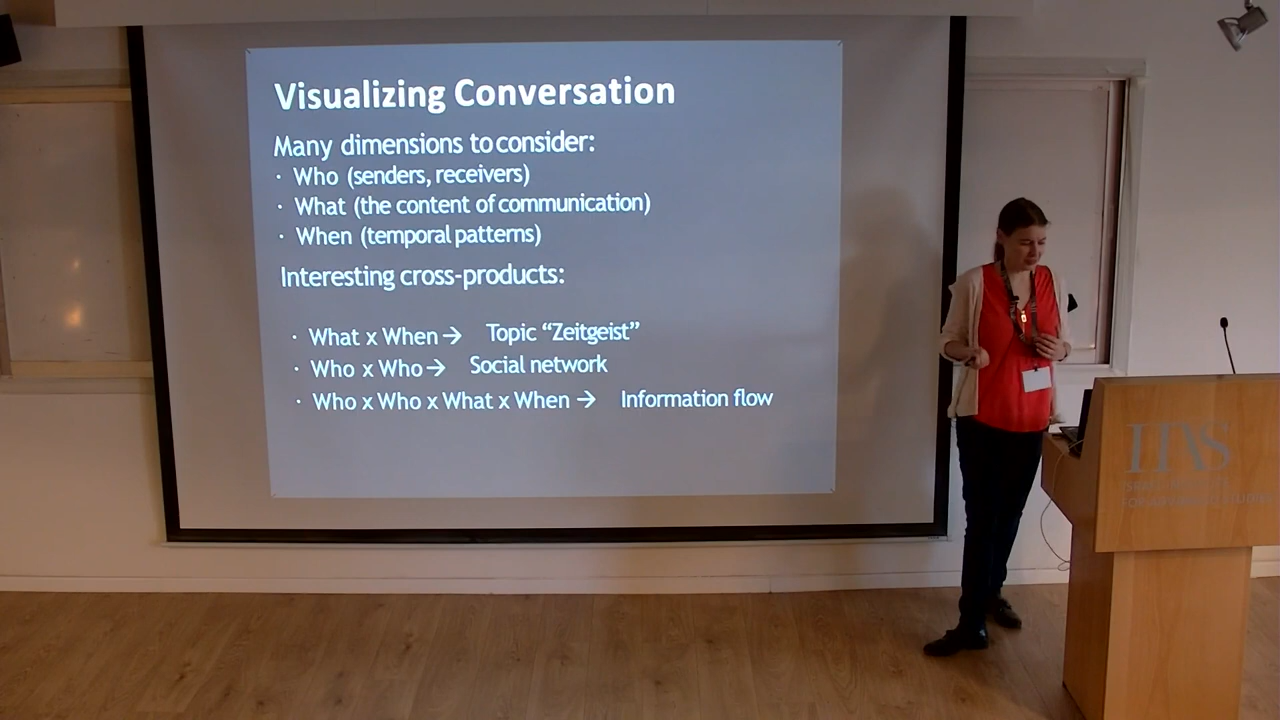 Visualizing Conversation
Many dimensions to consider:
· Who (senders, receivers)
· What (the content of communication)
· When (temporal patterns)
Interesting cross-products:
· What x When → Topic “Zeitgeist”
· Who x Who → Social network
· Who x Who x What x When → Information flow
IIAS